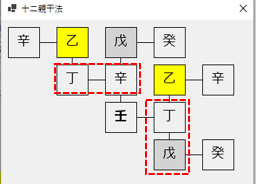 十二親干法
辛 乙 戊 癸
丁 辛 乙 辛
壬 丁
戊 癸